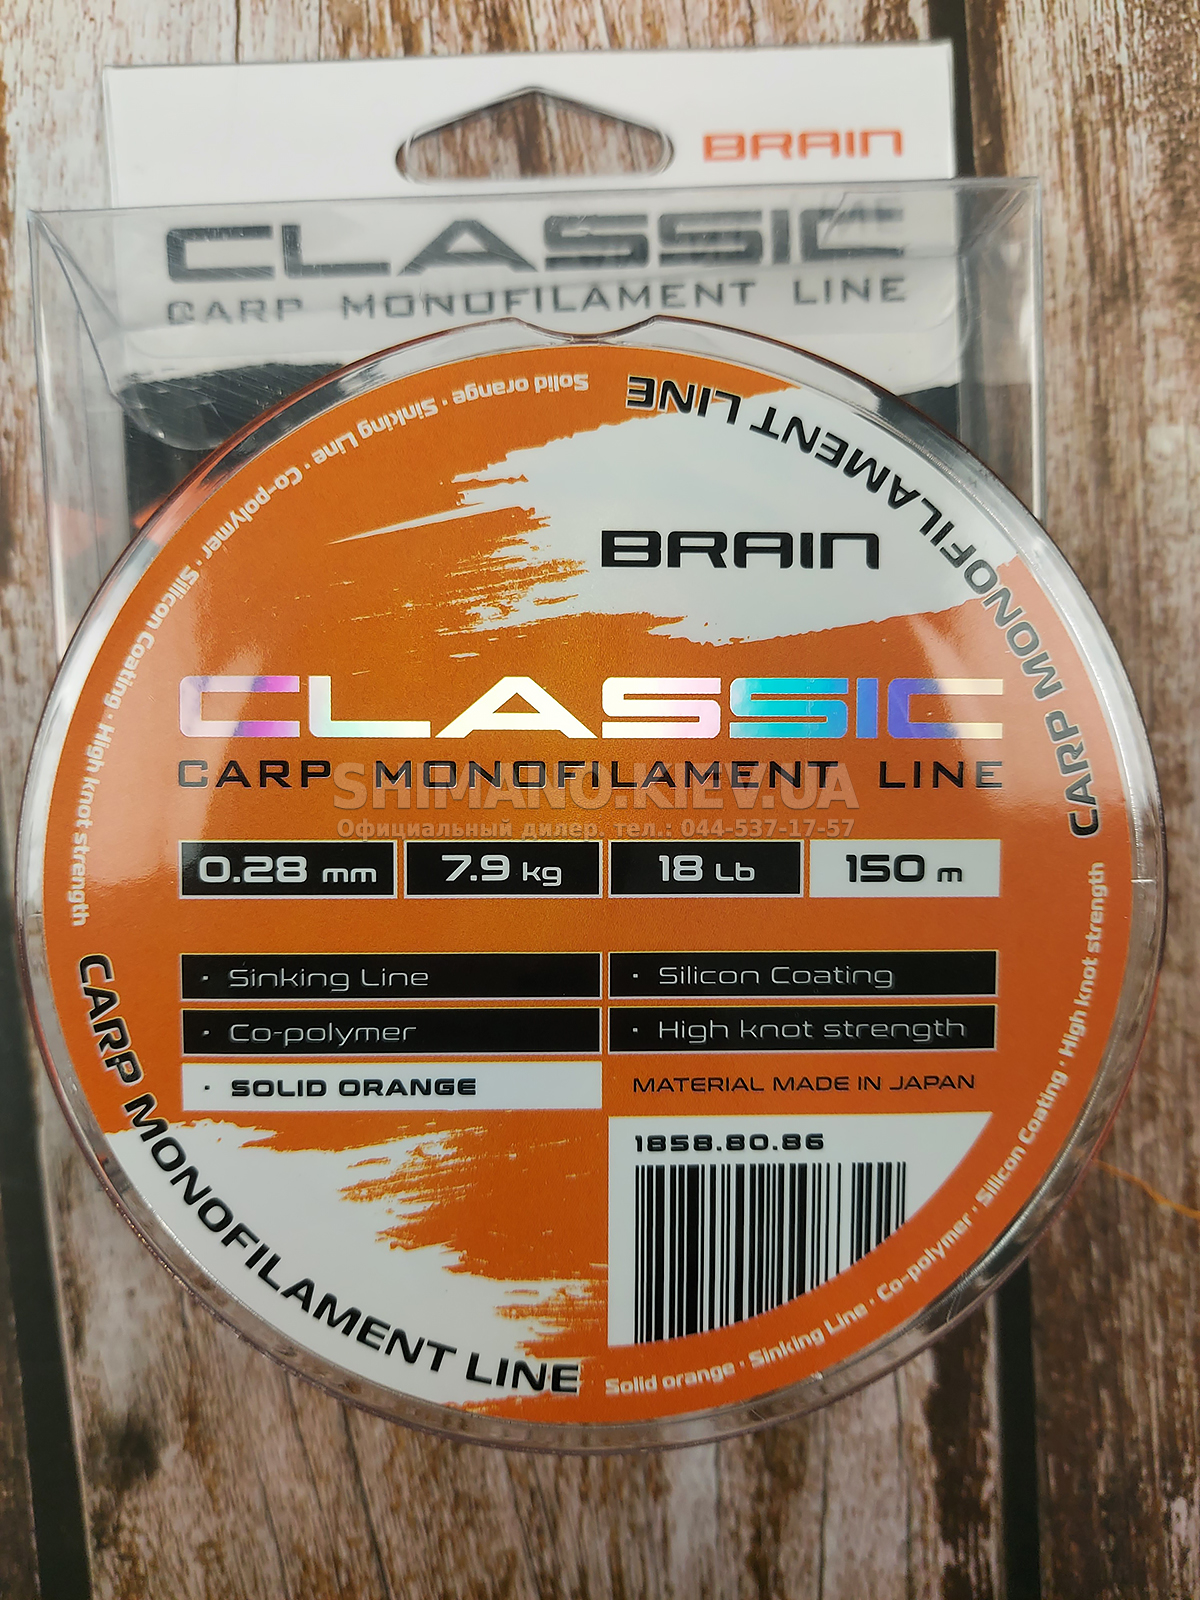 BRAIN
CLASSIC
CARP MONOFILAMENT LINE
Solid orange · Sinking Line · Co-polymer · Silicon Coating · High knot strength
CARP MONOFILAMENT LINE
BRAIN
CLASSIC
CARP MONOFILAMENT LINE
SHIMANO.KIEV.UA
Официальный дилер. тел.: 044-537-17-57
0.28 mm 7.9 kg 18 Lb 150 m
· Sinking Line · Silicon Coating
· Co-polymer · High knot strength
· SOLID ORANGE MATERIAL MADE IN JAPAN
1858.80.86
CARP MONOFILAMENT LINE
Solid orange · Sinking Line · Co-polymer · Silicon Coating · High knot strength